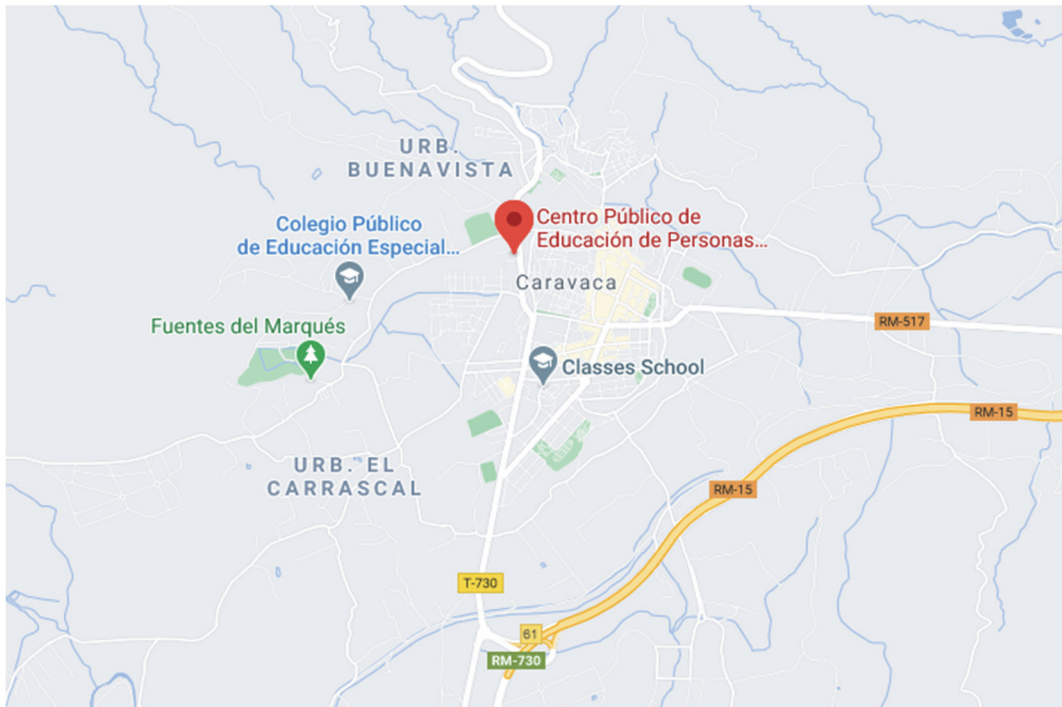 URB.
BUENAVISTA
Colegio Público
de Educación Especial...
Centro Público de
Educación de Personas...
Caravaca
Fuentes del Marqués
RM-517
Classes School
RM-15
URB. EL
CARRASCAL
RM-15
T-730
61
RM-730